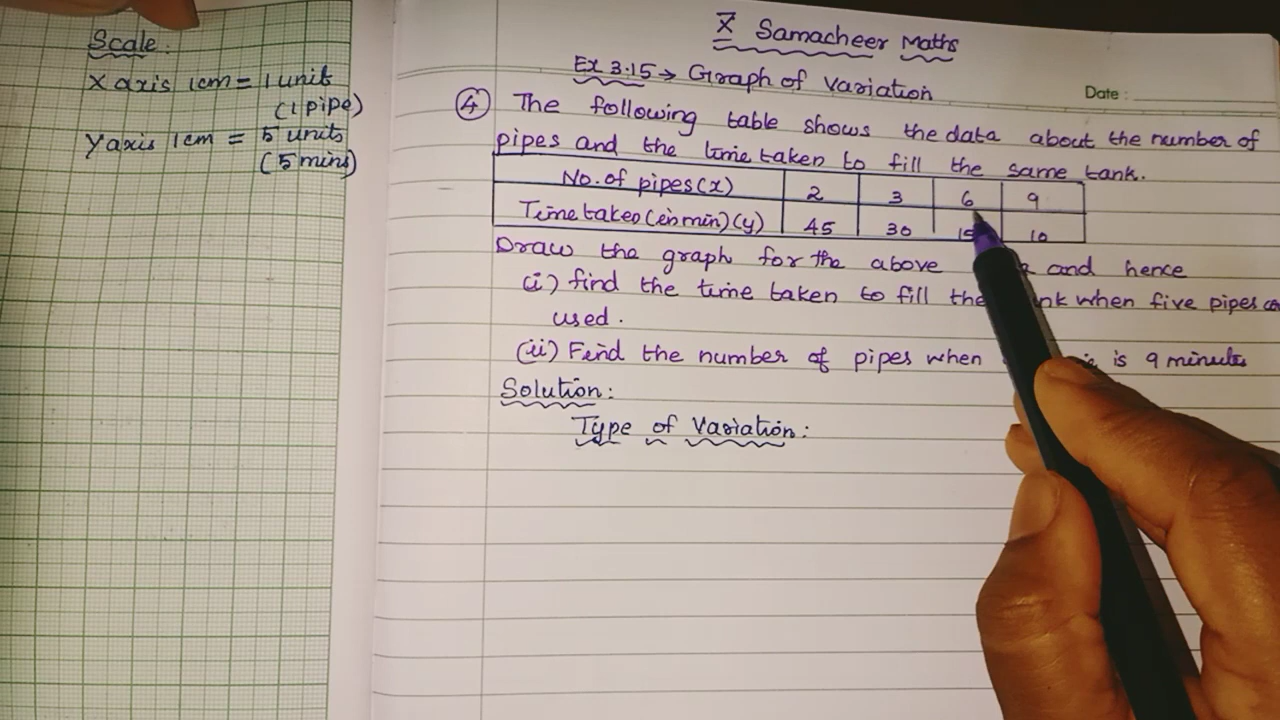 Scale:
X axis 1cm = 1 unit
(1 pipe)
Y axis 1cm = 5 units
(5 mins)
X Samacheer Maths
Ex 3.15 → Graph of Variation
Date :
④ The following table shows the data about the number of
pipes and the time taken to fill the same tank.
No. of pipes (x) 2 3 6 9
Time taken (in min) (y) 45 30 15 10
Draw the graph for the above and hence
(i) find the time taken to fill the when five pipes
used.
(ii) Find the number of pipes when is 9 minutes
Solution:
Type of Variation: